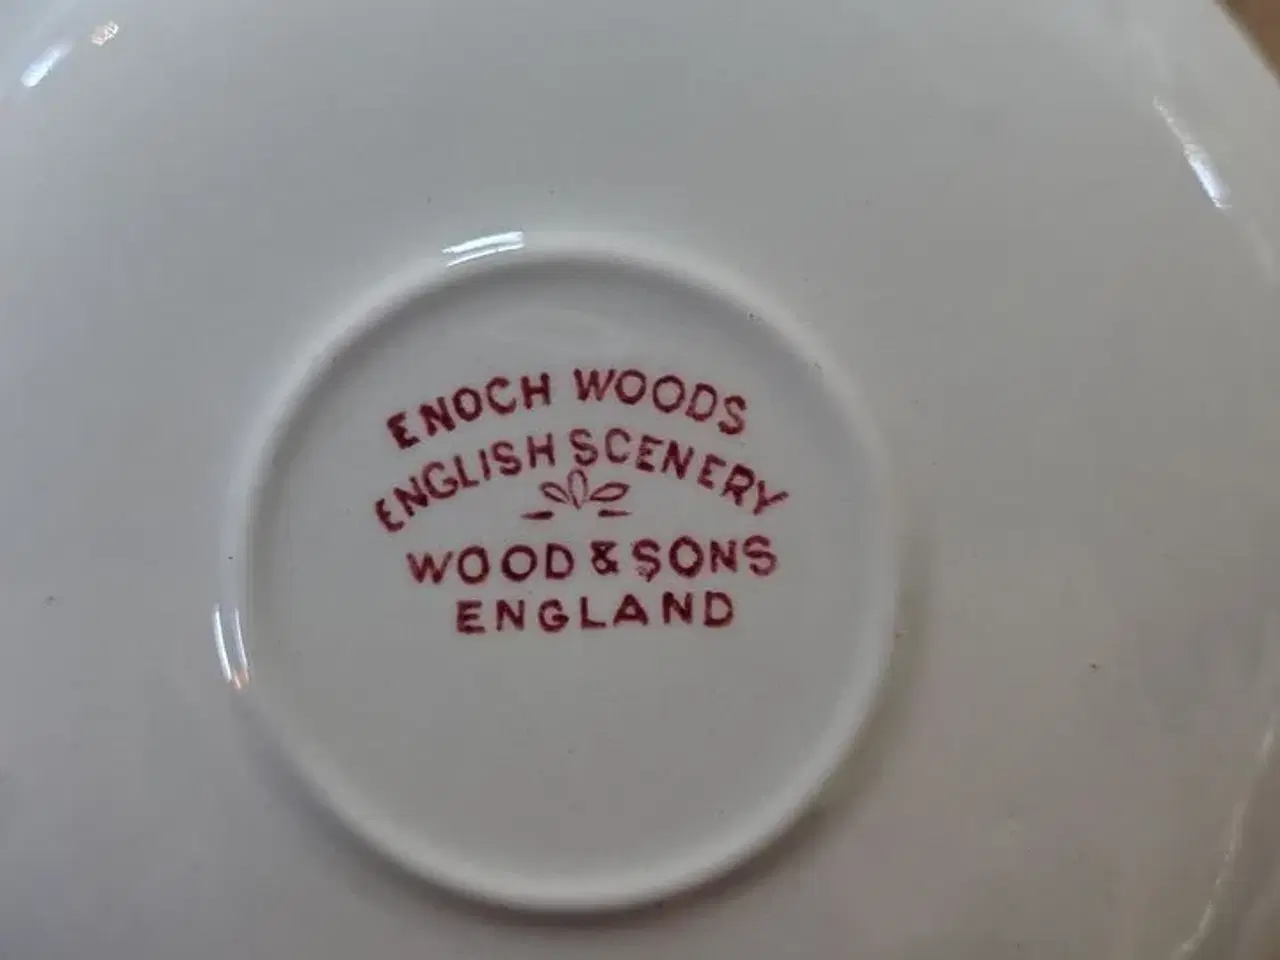 ENOCH WOODS
ENGLISH SCENERY
WOOD & SONS
ENGLAND